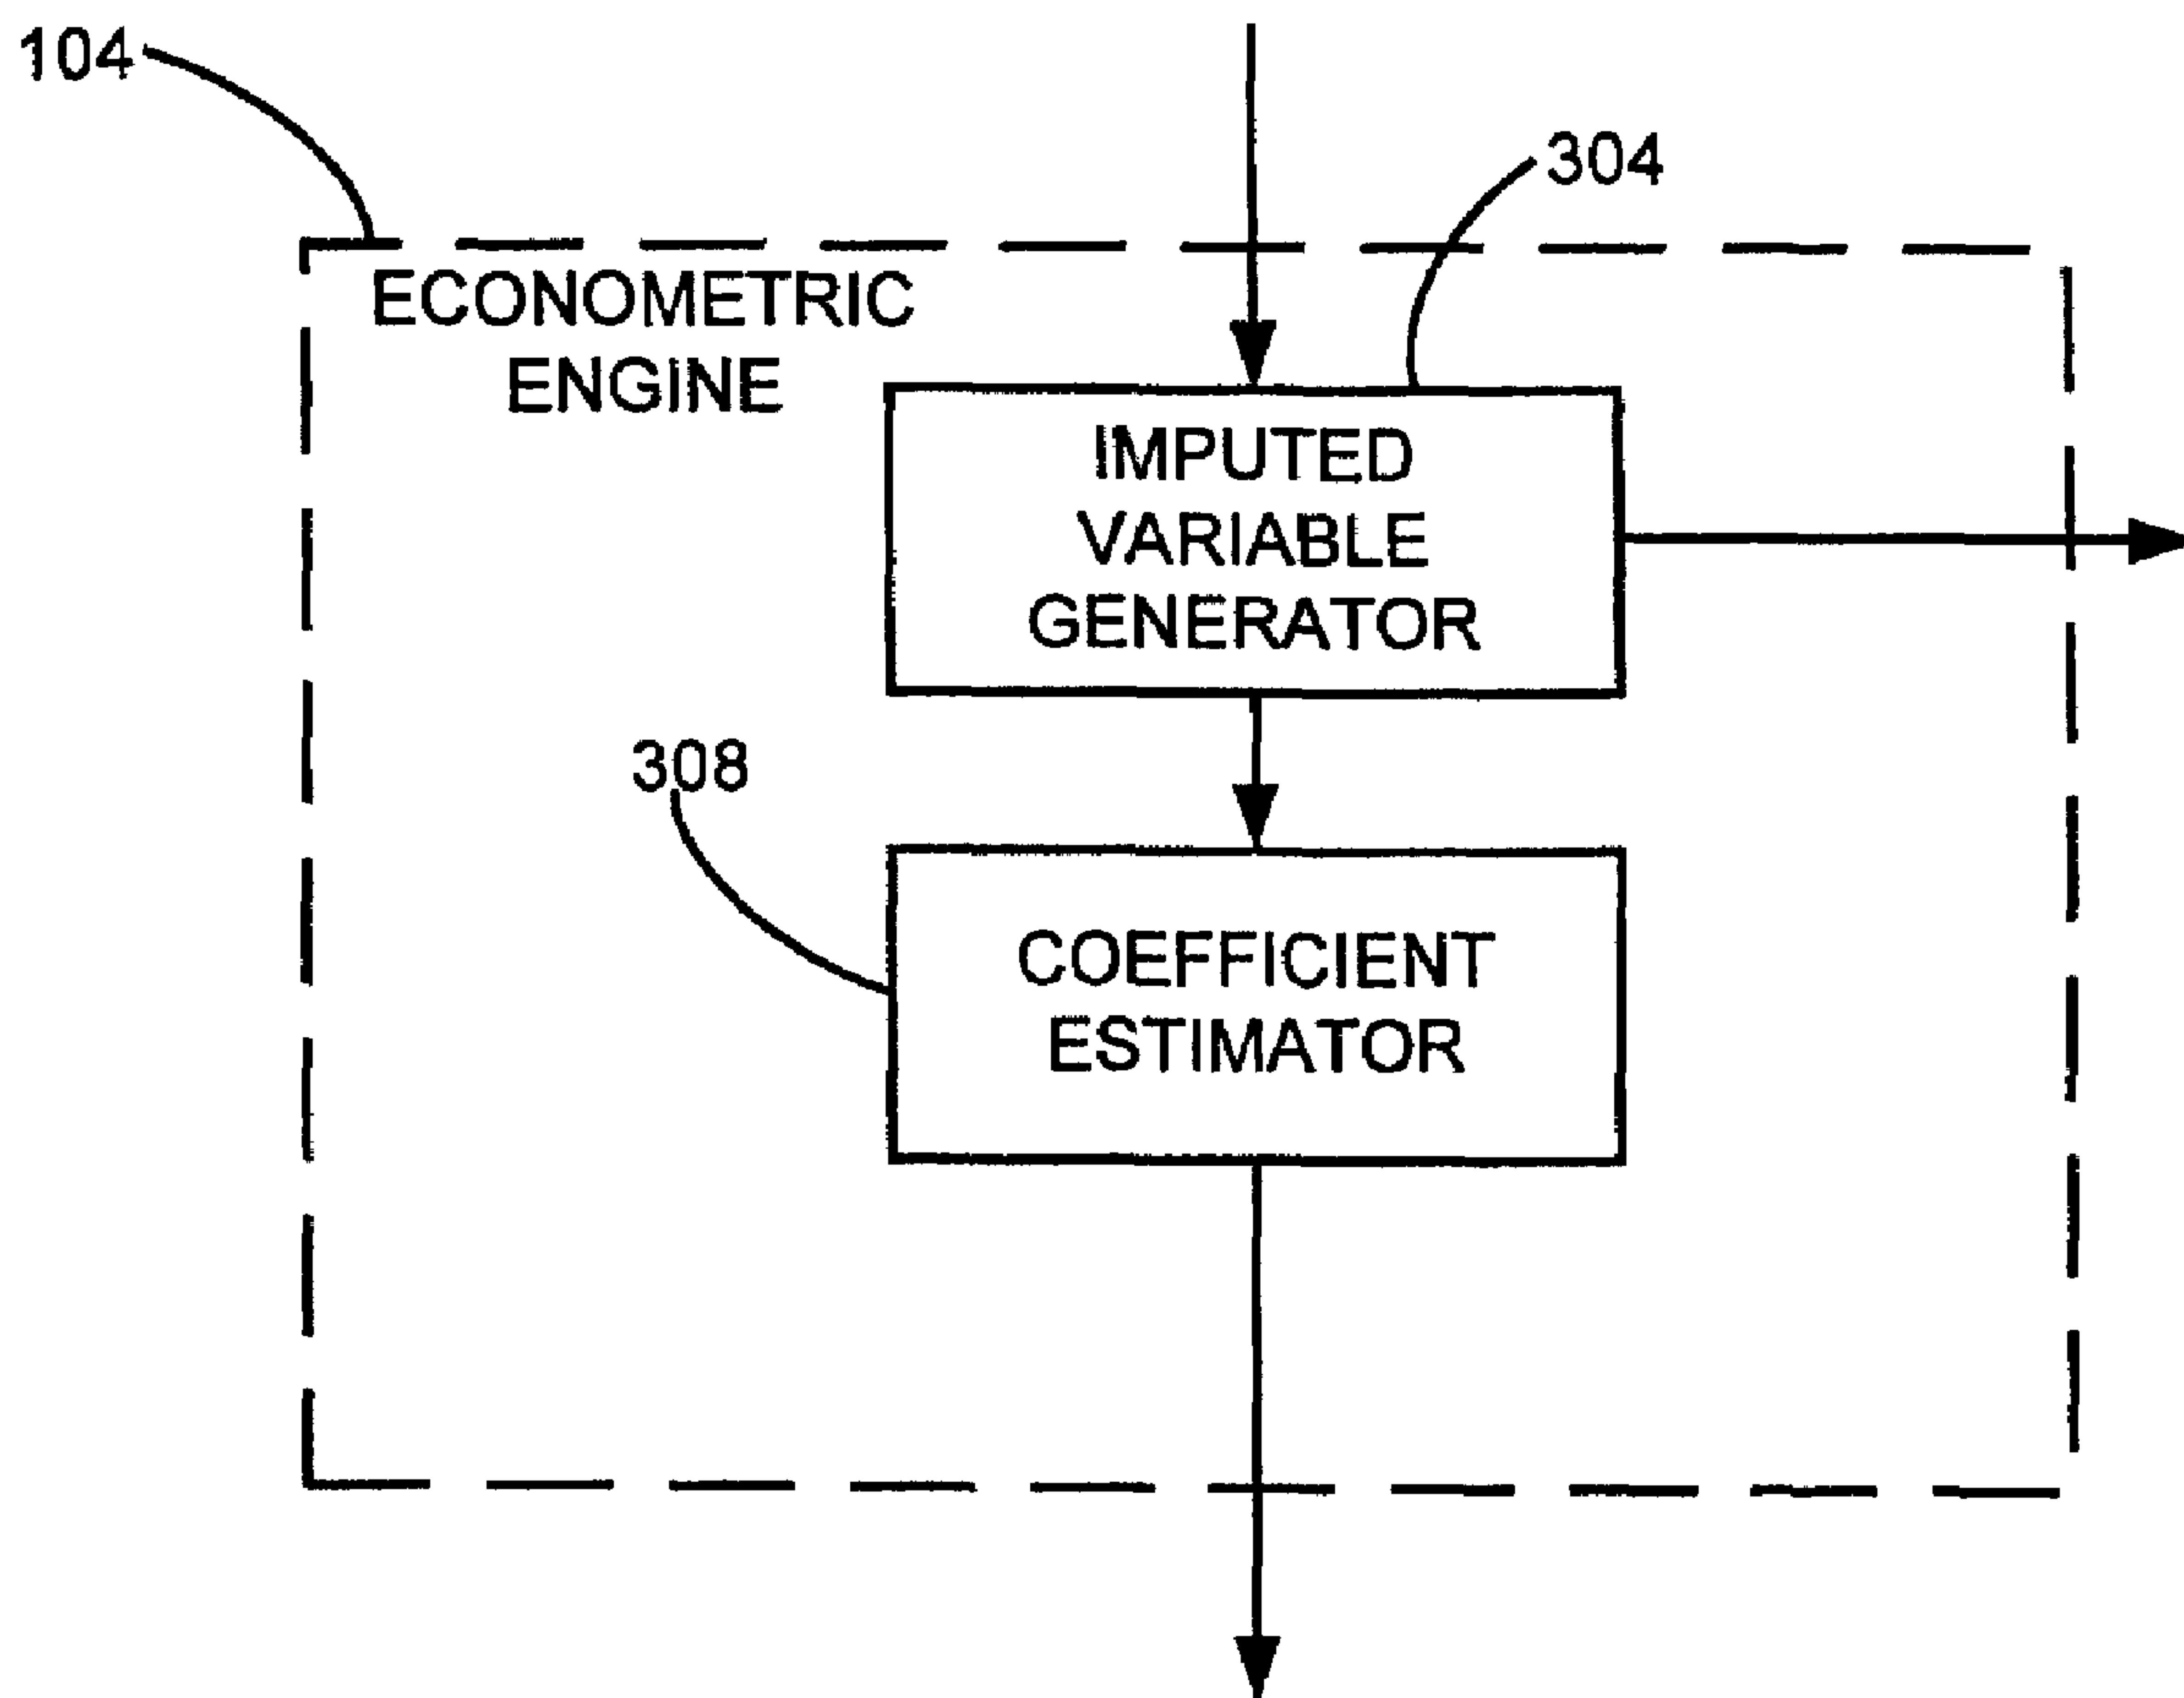 104
304
ECONOMETRIC
ENGINE
IMPUTED
VARIABLE
GENERATOR
308
COEFFICIENT
ESTIMATOR